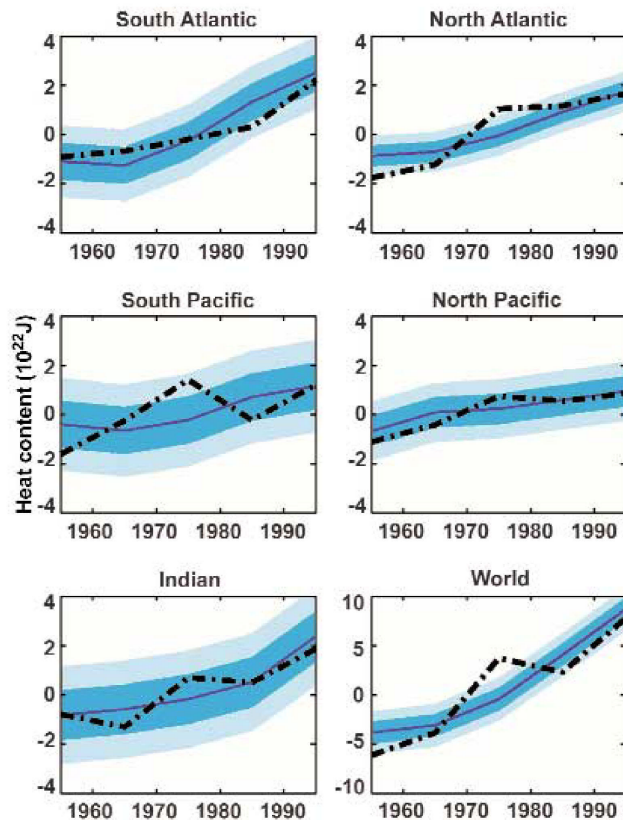 South Atlantic
4
2
0
-2
-4
1960 1970 1980 1990
North Atlantic
4
2
0
-2
-4
1960 1970 1980 1990
South Pacific
4
2
0
-2
-4
1960 1970 1980 1990
North Pacific
4
2
0
-2
-4
1960 1970 1980 1990
Heat content (10²²J)
Indian
4
2
0
-2
-4
1960 1970 1980 1990
World
10
5
0
-5
-10
1960 1970 1980 1990